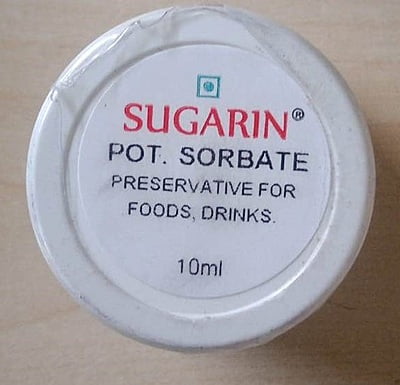 SUGARIN®
POT. SORBATE
PRESERVATIVE FOR
FOODS, DRINKS.
10ml